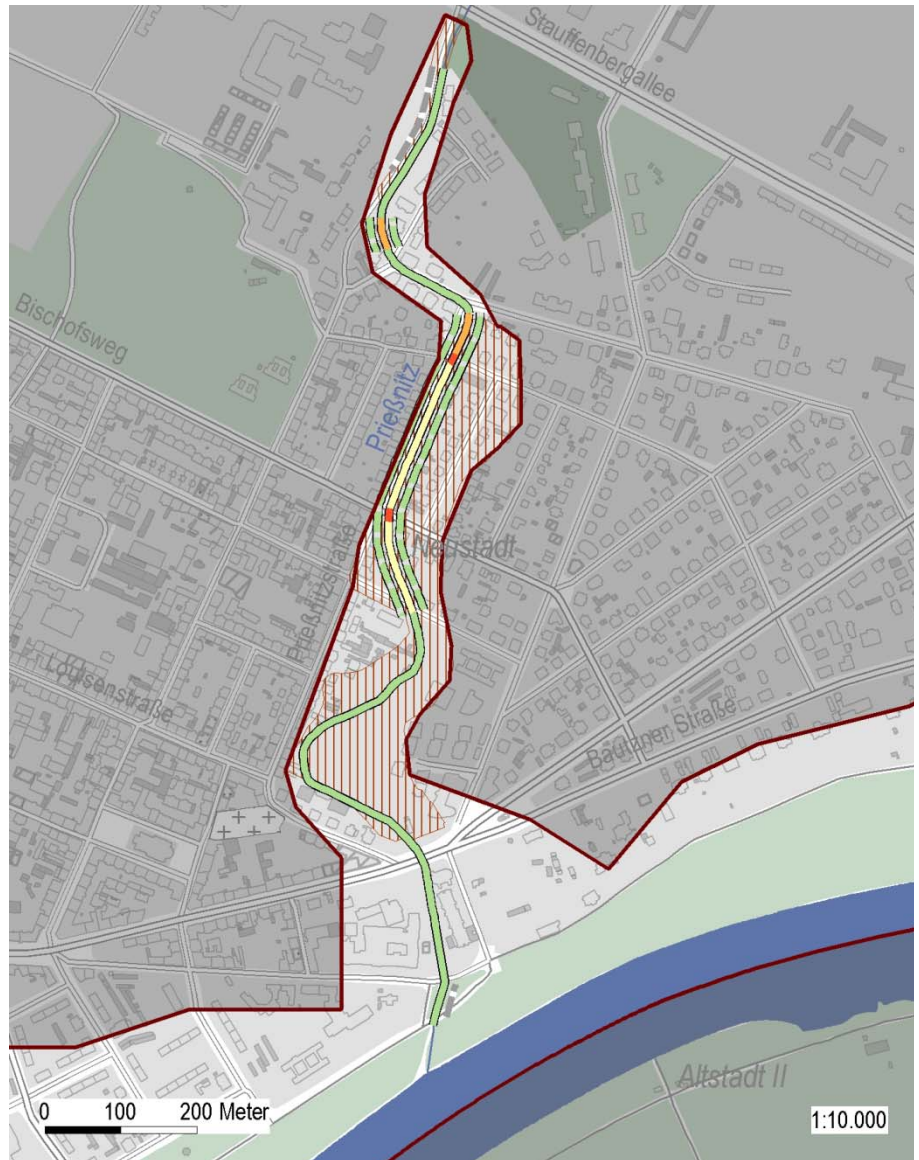 Stauffenbergallee
Bischofsweg
Prießnitz
Neustadt
Prießnitzstraße
Louisenstraße
Bautzner Straße
Altstadt II
0 100 200 Meter
1:10.000